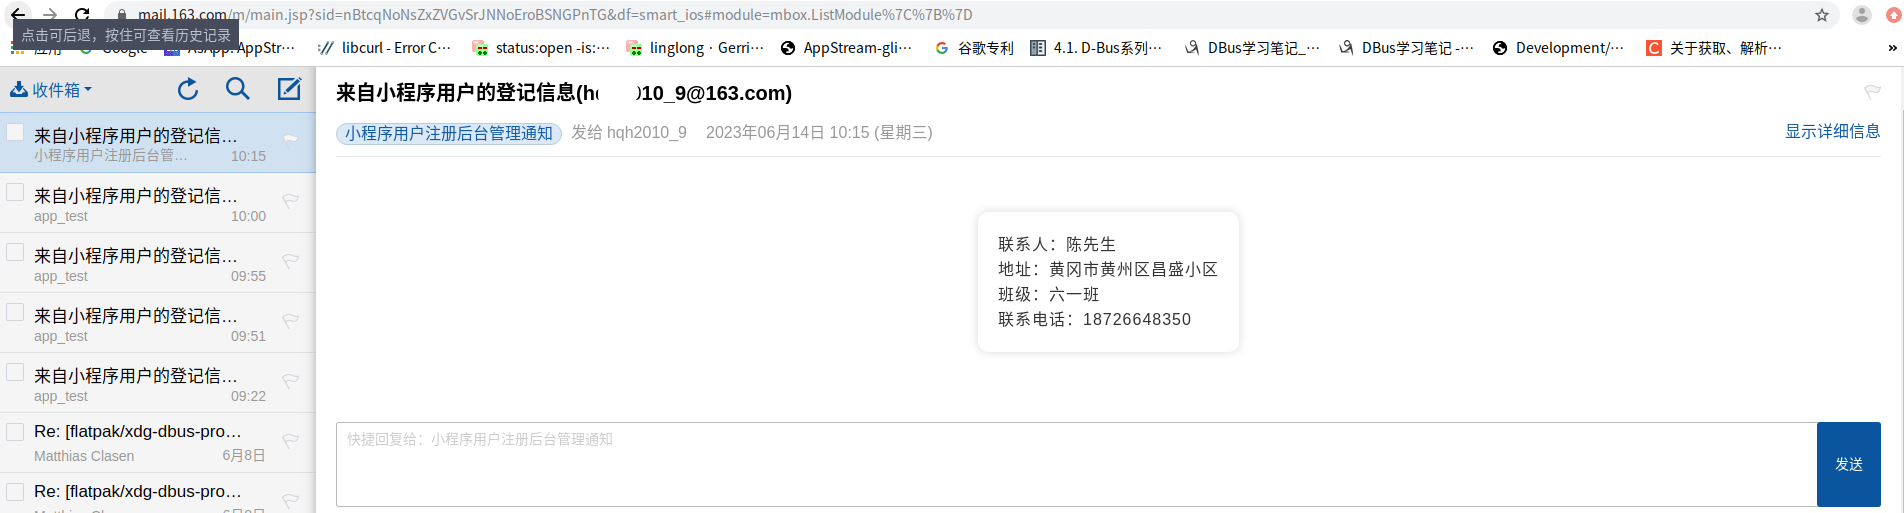 mail.163.com/m/main.jsp?sid=nBtcqNoNsZxZVGvSrJNNoEroBSNGPnTG&df=smart_ios#module=mbox.ListModule%7C%7B%7D
点击可后退，按住可查看历史记录
libcurl - Error C…
status:open -is:…
linglong · Gerri…
AppStream-gli…
谷歌专利
4.1. D-Bus系列…
DBus学习笔记_…
DBus学习笔记 -…
Development/…
关于获取、解析…
»
收件箱
来自小程序用户的登记信…
小程序用户注册后台管… 10:15
来自小程序用户的登记信…
app_test 10:00
来自小程序用户的登记信…
app_test 09:55
来自小程序用户的登记信…
app_test 09:51
来自小程序用户的登记信…
app_test 09:22
Re: [flatpak/xdg-dbus-pro…
Matthias Clasen 6月8日
Re: [flatpak/xdg-dbus-pro…
来自小程序用户的登记信息(h 10_9@163.com)
小程序用户注册后台管理通知 发给 hqh2010_9 2023年06月14日 10:15 (星期三)
显示详细信息
联系人：陈先生
地址：黄冈市黄州区昌盛小区
班级：六一班
联系电话：18726648350
快捷回复给：小程序用户注册后台管理通知
发送